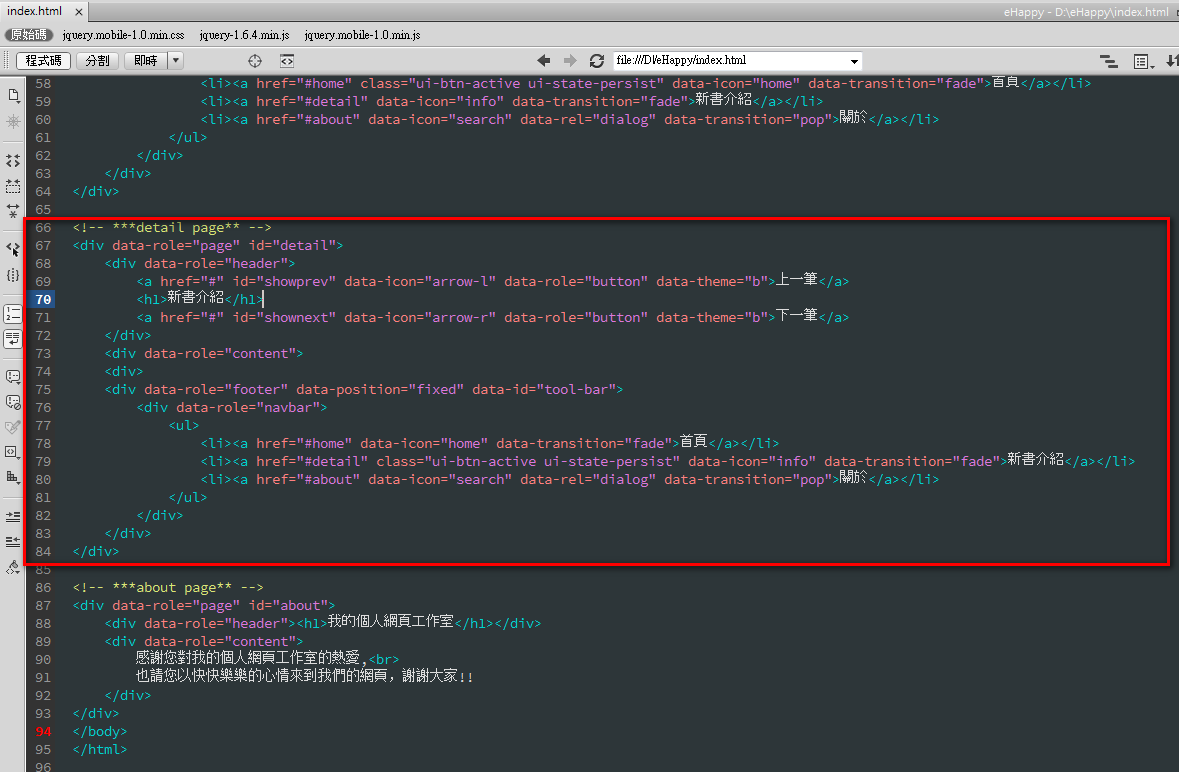 index.html ×
eHappy - D:\eHappy\index.html
原始碼 jquery.mobile-1.0.min.css jquery-1.6.4.min.js jquery.mobile-1.0.min.js
程式碼 分割 即時 file:///D|/eHappy/index.html
58 <li><a href="#home" class="ui-btn-active ui-state-persist" data-icon="home" data-transition="fade">首頁</a></li>
59 <li><a href="#detail" data-icon="info" data-transition="fade">新書介紹</a></li>
60 <li><a href="#about" data-icon="search" data-rel="dialog" data-transition="pop">關於</a></li>
61 </ul>
62 </div>
63 </div>
64 </div>
65
66 <!-- ***detail page** -->
67 <div data-role="page" id="detail">
68 <div data-role="header">
69 <a href="#" id="showprev" data-icon="arrow-l" data-role="button" data-theme="b">上一筆</a>
70 <h1>新書介紹</h1>
71 <a href="#" id="shownext" data-icon="arrow-r" data-role="button" data-theme="b">下一筆</a>
72 </div>
73 <div data-role="content">
74 <div>
75 <div data-role="footer" data-position="fixed" data-id="tool-bar">
76 <div data-role="navbar">
77 <ul>
78 <li><a href="#home" data-icon="home" data-transition="fade">首頁</a></li>
79 <li><a href="#detail" class="ui-btn-active ui-state-persist" data-icon="info" data-transition="fade">新書介紹</a></li>
80 <li><a href="#about" data-icon="search" data-rel="dialog" data-transition="pop">關於</a></li>
81 </ul>
82 </div>
83 </div>
84 </div>
85
86 <!-- ***about page** -->
87 <div data-role="page" id="about">
88 <div data-role="header"><h1>我的個人網頁工作室</h1></div>
89 <div data-role="content">
90 感謝您對我的個人網頁工作室的熱愛,<br>
91 也請您以快快樂樂的心情來到我們的網頁，謝謝大家!!
92 </div>
93 </div>
94 </body>
95 </html>
96